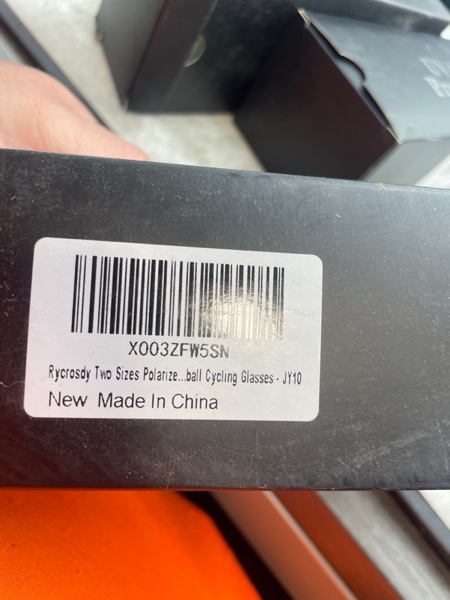 X003ZFW5SN
Rycrosdy Two Sizes Polarize...ball Cycling Glasses - JY10
New Made In China